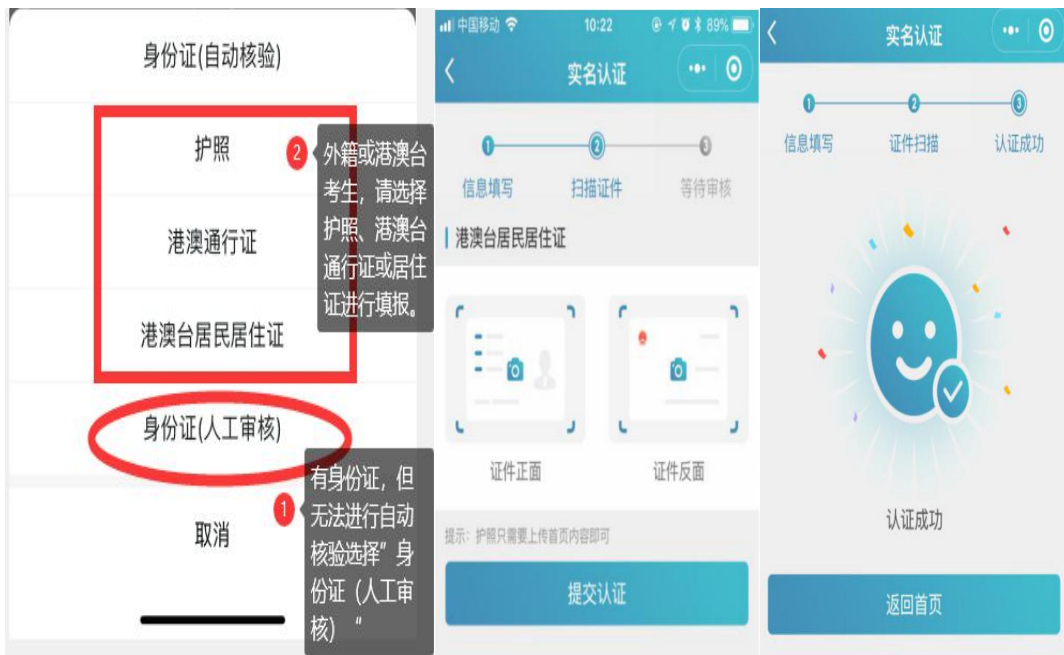 身份证(自动核验)
护照
2
外籍或港澳台
考生，请选择
护照、港澳台
通行证或居住
证进行填报。
港澳通行证
港澳台居民居住证
身份证(人工审核)
1
有身份证，但
无法进行自动
核验选择”身
份证（人工审
核）“
取消
中国移动
10:22
89%
实名认证
1
2
3
信息填写
扫描证件
等待审核
港澳台居民居住证
证件正面
证件反面
提示：护照只需要上传首页内容即可
提交认证
实名认证
1
2
3
信息填写
证件扫描
认证成功
认证成功
返回首页